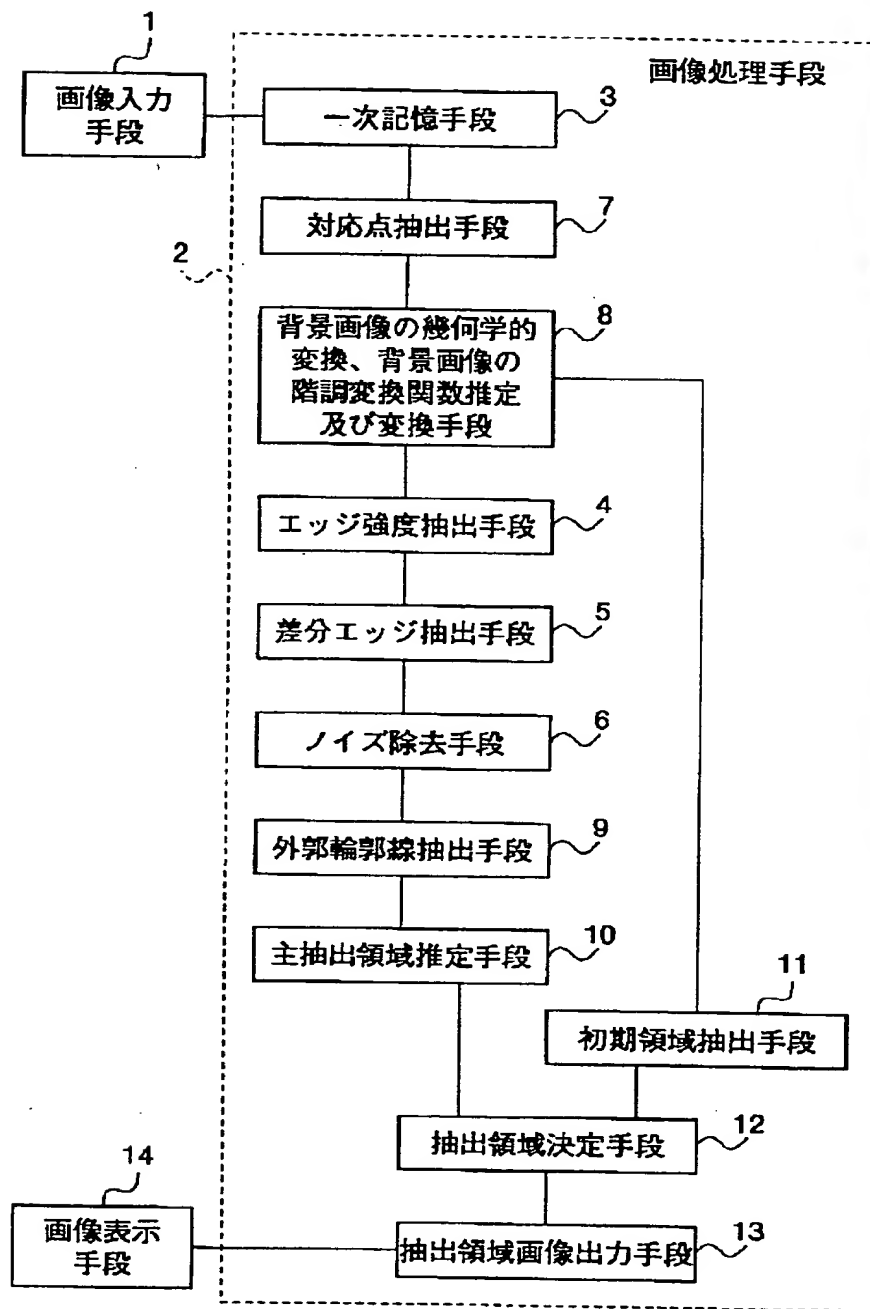 1
画像処理手段
画像入力
手段
一次記憶手段
3
対応点抽出手段
7
2
背景画像の幾何学的
変換、背景画像の
階調変換関数推定
及び変換手段
8
エッジ強度抽出手段
4
差分エッジ抽出手段
5
ノイズ除去手段
6
外郭輪郭線抽出手段
9
主抽出領域推定手段
10
11
初期領域抽出手段
抽出領域決定手段
12
14
画像表示
手段
抽出領域画像出力手段
13